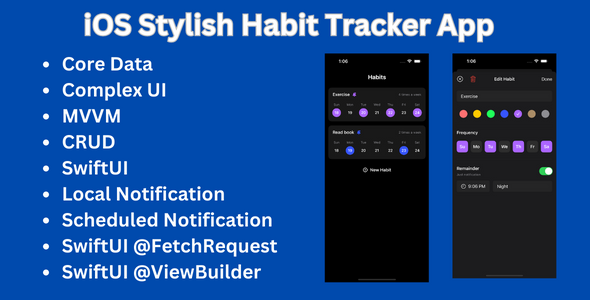 iOS Stylish Habit Tracker App
• Core Data
• Complex UI
• MVVM
• CRUD
• SwiftUI
• Local Notification
• Scheduled Notification
• SwiftUI @FetchRequest
• SwiftUI @ViewBuilder
1:06
Habits
Exercise 4 times a week
Sun Mon Tue Wed Thu Fri Sat
18 19 20 21 22 23 24
Read book 2 times a week
Sun Mon Tue Wed Thu Fri Sat
18 19 20 21 22 23 24
New Habit
1:06
Edit Habit Done
Exercise
Frequency
Su Mo Tu We Th Fr Sa
Remainder
Just notification
9:06 PM Night